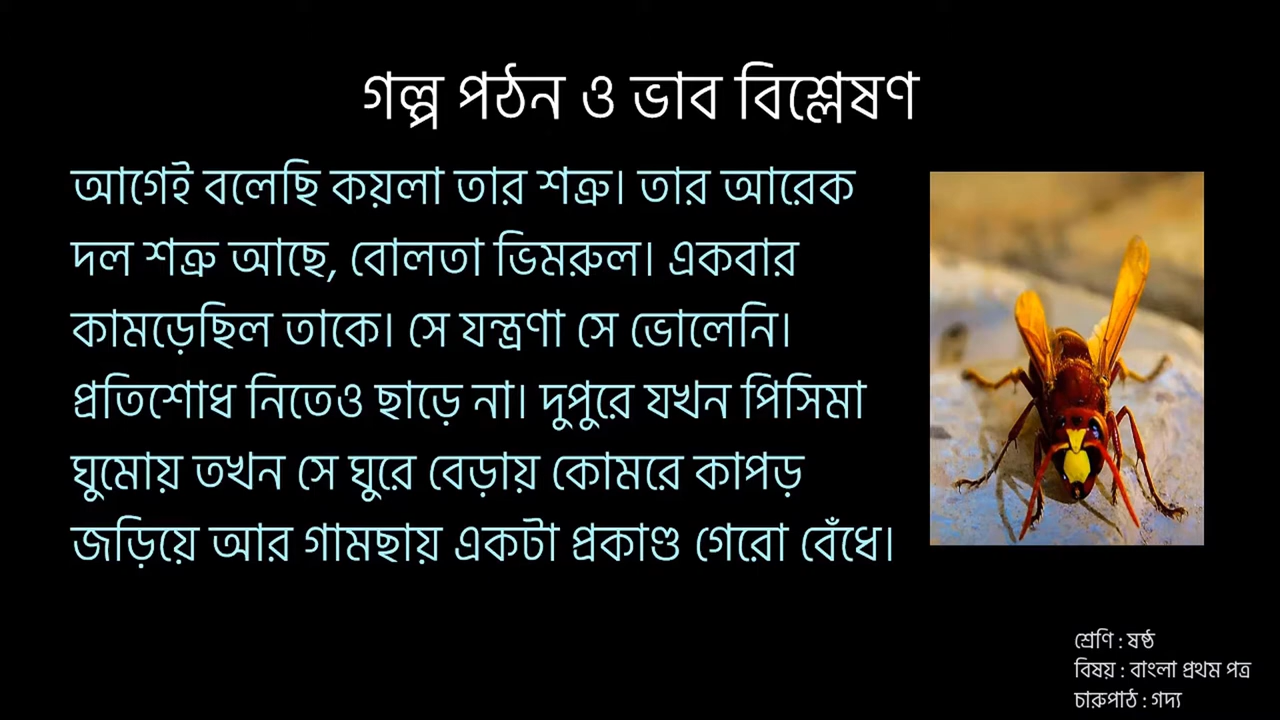 গল্প পঠন ও ভাব বিশ্লেষণ
আগেই বলেছি কয়লা তার শত্রু। তার আরেক
দল শত্রু আছে, বোলতা ভিমরুল। একবার
কামড়েছিল তাকে। সে যন্ত্রণা সে ভোলেনি।
প্রতিশোধ নিতেও ছাড়ে না। দুপুরে যখন পিসিমা
ঘুমোয় তখন সে ঘুরে বেড়ায় কোমরে কাপড়
জড়িয়ে আর গামছায় একটা প্রকাণ্ড গেরো বেঁধে।
শ্রেণি : ষষ্ঠ
বিষয় : বাংলা প্রথম পত্র
চারুপাঠ : গদ্য